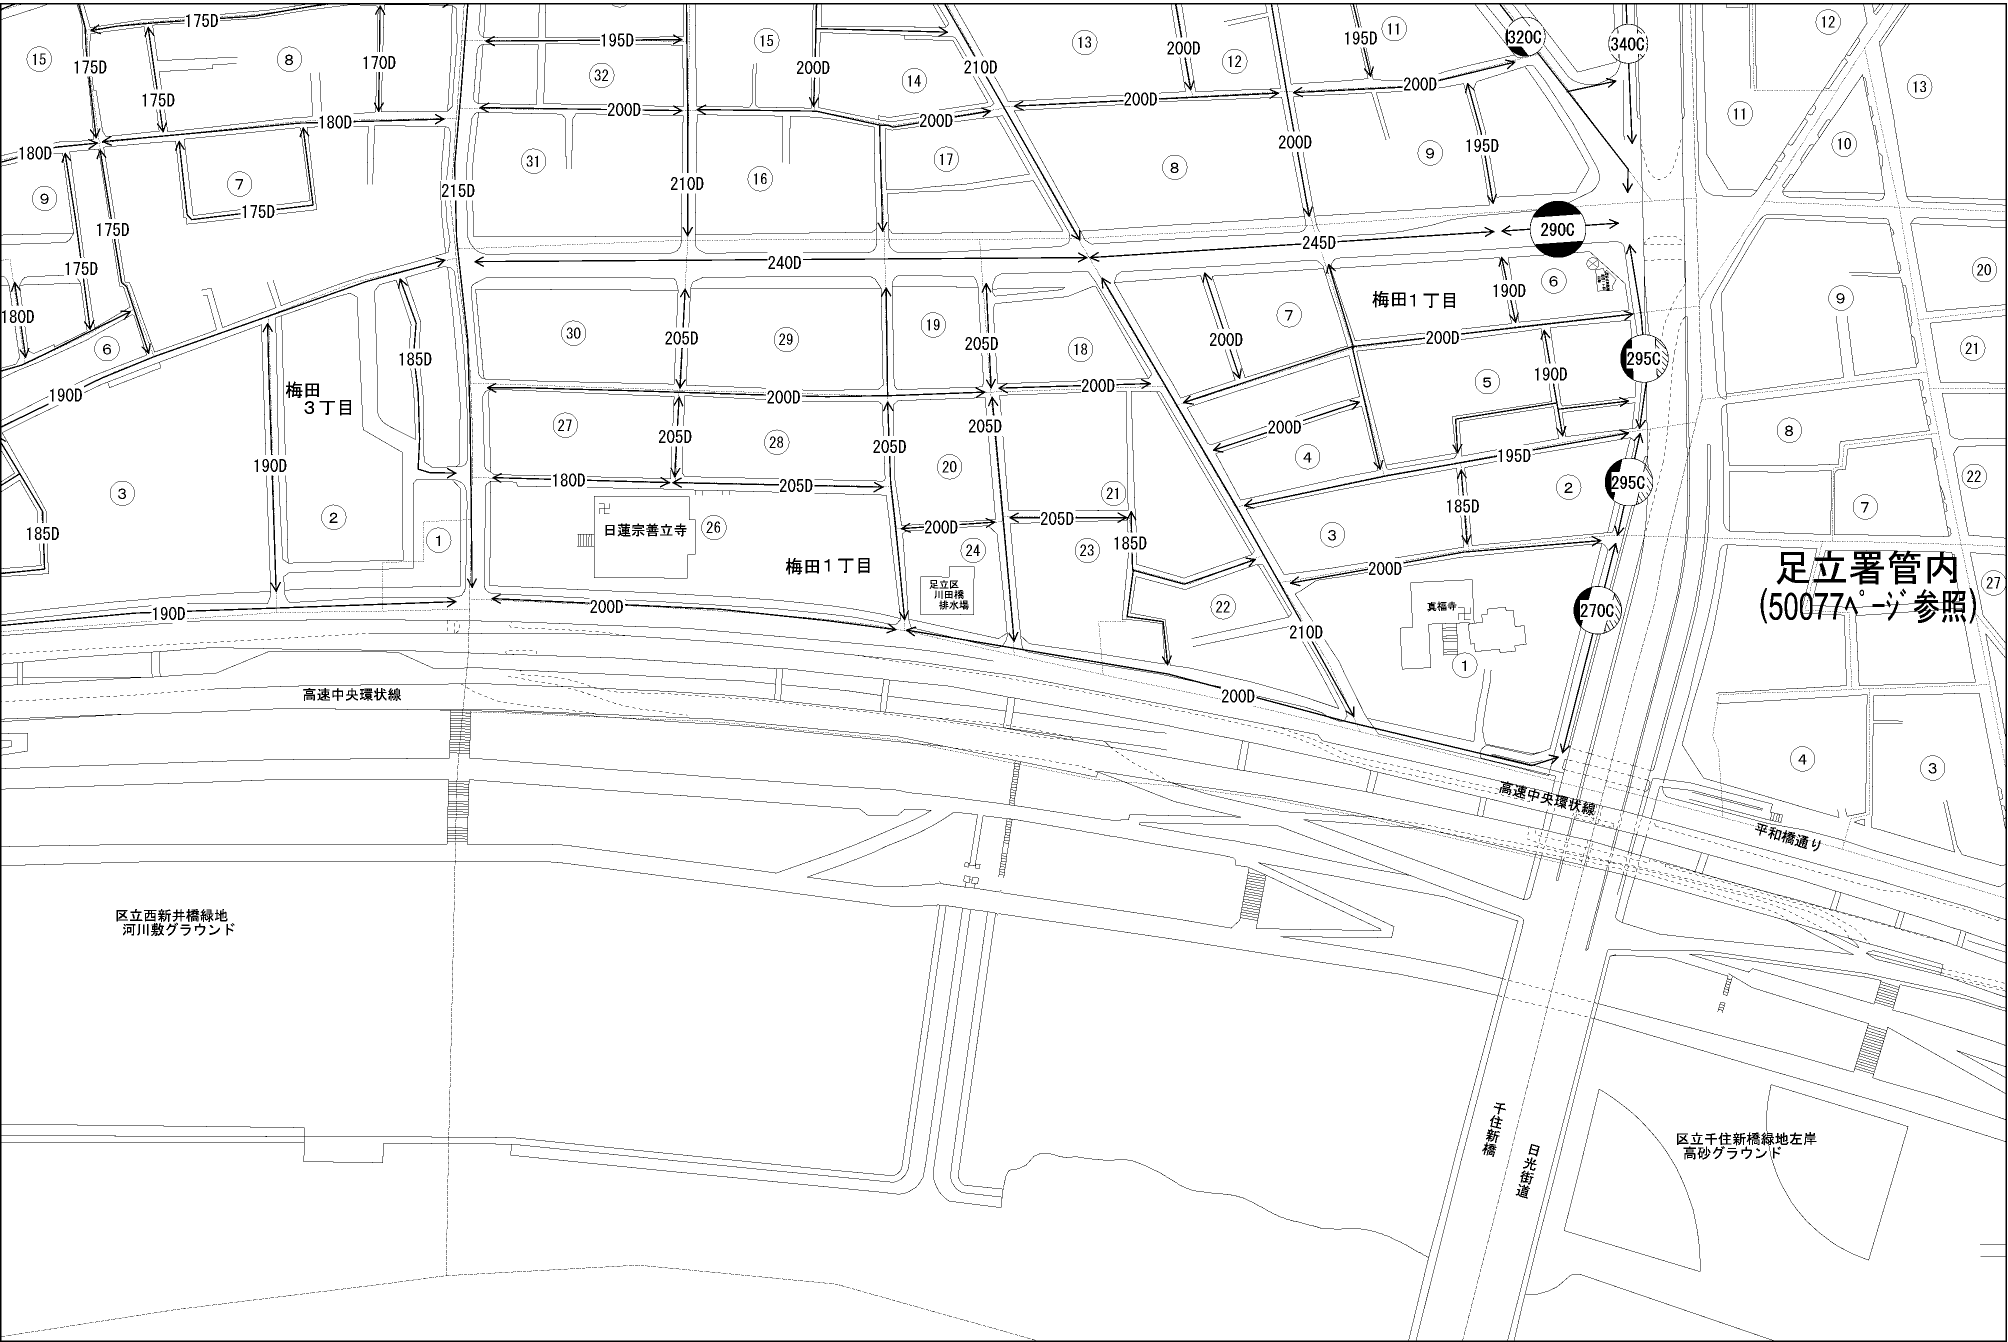 175D
195D
15
200D
210D
13
200D
12
195D
11
320C
340C
12
15
175D
8
170D
32
14
200D
200D
13
175D
200D
200D
11
180D
180D
31
16
17
8
200D
9
195D
10
9
7
175D
175D
215D
210D
290C
175D
240D
245D
20
180D
6
190D
190D
梅田
3丁目
185D
30
205D
29
19
205D
18
200D
7
梅田1丁目
190D
6
200D
295C
9
21
27
200D
205D
28
205D
20
205D
200D
200D
5
190D
8
3
190D
2
180D
205D
4
195D
2
295C
22
185D
1
卍
日蓮宗善立寺
26
梅田1丁目
200D
24
205D
21
23
185D
3
185D
7
足立署管内
(50077ページ参照)
27
190D
200D
足立区
川田橋
排水場
22
210D
200D
真福寺
卍
1
270C
高速中央環状線
200D
4
3
高速中央環状線
平和橋通り
区立西新井橋緑地
河川敷グラウンド
千住新橋
日光街道
区立千住新橋緑地左岸
高砂グラウンド